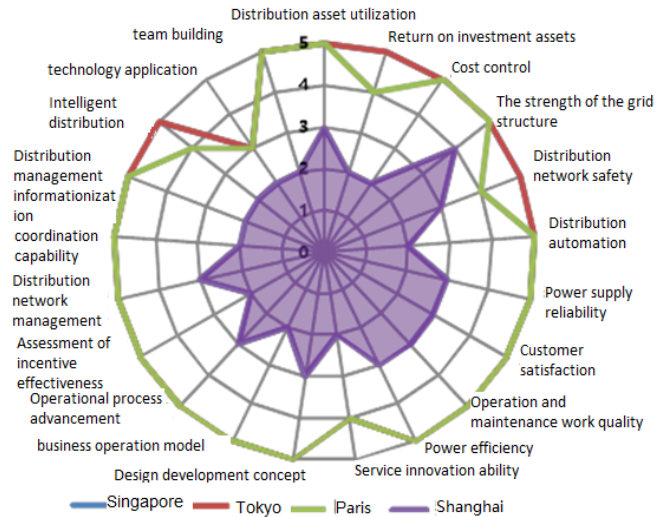 Distribution asset utilization
team building
Return on investment assets
technology application
Cost control
Intelligent
distribution
The strength of the grid
structure
Distribution
management
informationizat
ion
coordination
capability
Distribution
network safety
Distribution
automation
Distribution
network
management
Power supply
reliability
Assessment of
incentive
effectiveness
Customer
satisfaction
Operational process
advancement
Operation and
maintenance work quality
business operation model
Power efficiency
Design development concept
Service innovation ability
5
4
3
2
1
0
Singapore
Tokyo
Paris
Shanghai